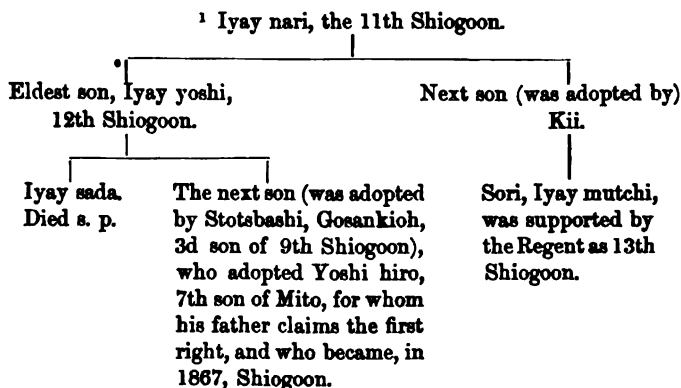 ¹ Iyay nari, the 11th Shiogoon.
Eldest son, Iyay yoshi,
12th Shiogoon.
Next son (was adopted by)
Kii.
Iyay sada.
Died s. p.
The next son (was adopted
by Stotsbashi, Gosankioh,
3d son of 9th Shiogoon),
who adopted Yoshi hiro,
7th son of Mito, for whom
his father claims the first
right, and who became, in
1867, Shiogoon.
Sori, Iyay mutchi,
was supported by
the Regent as 13th
Shiogoon.